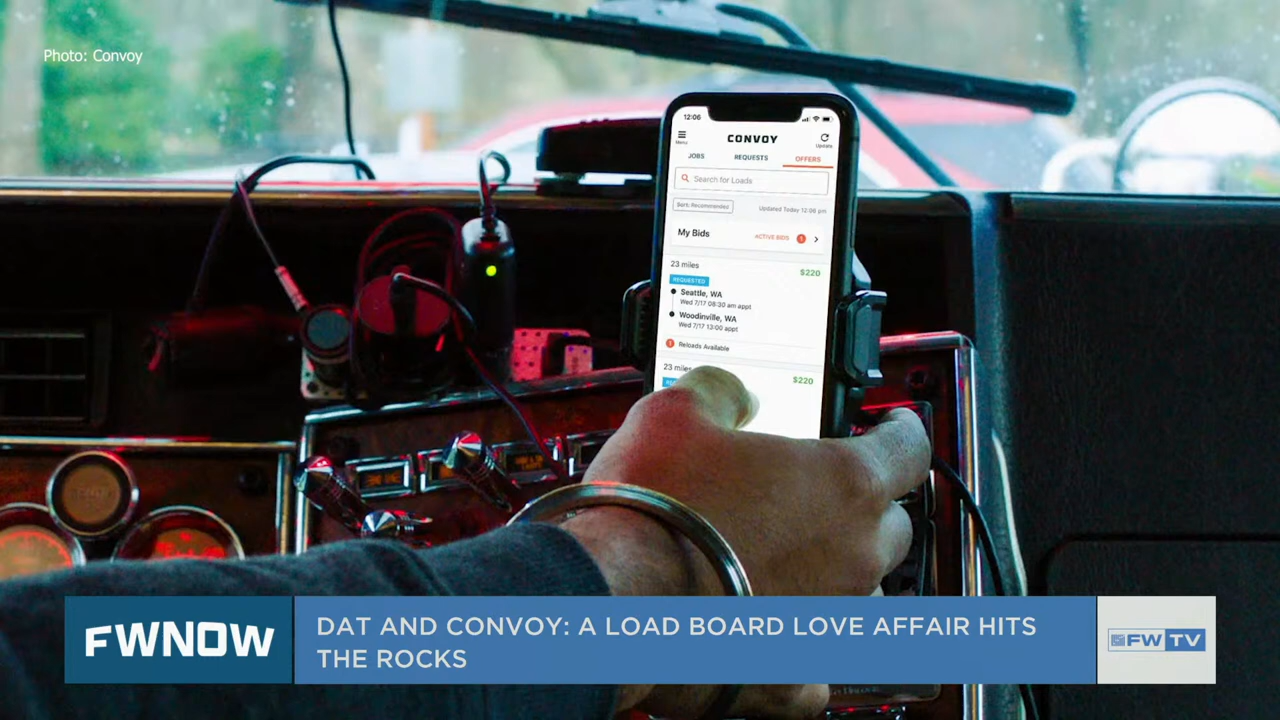 Photo: Convoy
12:06
CONVOY
Menu
Update
JOBS REQUESTS OFFERS
Search for Loads
Sort: Recommended Updated Today 12:06 pm
My Bids ACTIVE BIDS 1
23 miles $220
REQUESTED
Seattle, WA
Wed 7/17 08:30 am appt
Woodinville, WA
Wed 7/17 13:00 appt
Reloads Available
23 miles $220
FWNOW
DAT AND CONVOY: A LOAD BOARD LOVE AFFAIR HITS
THE ROCKS
FWTV